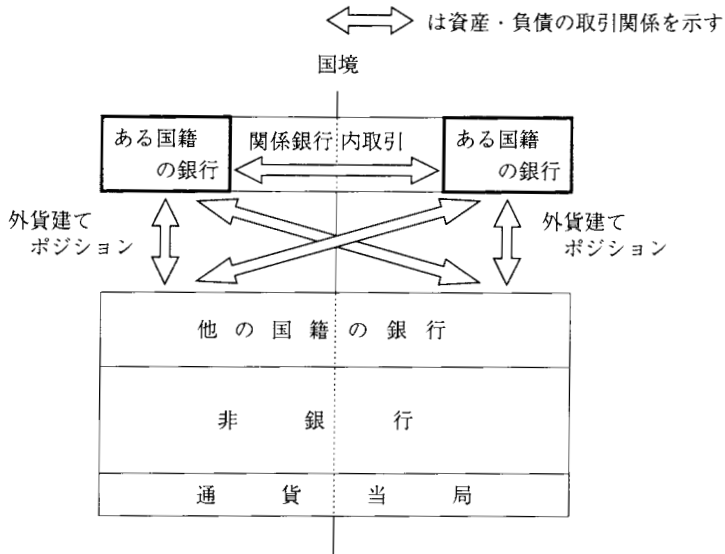 は資産・負債の取引関係を示す
国境
ある国籍
の銀行
関係銀行内取引
ある国籍
の銀行
外貨建て
ポジション
外貨建て
ポジション
他の国籍の銀行
非銀行
通貨当局